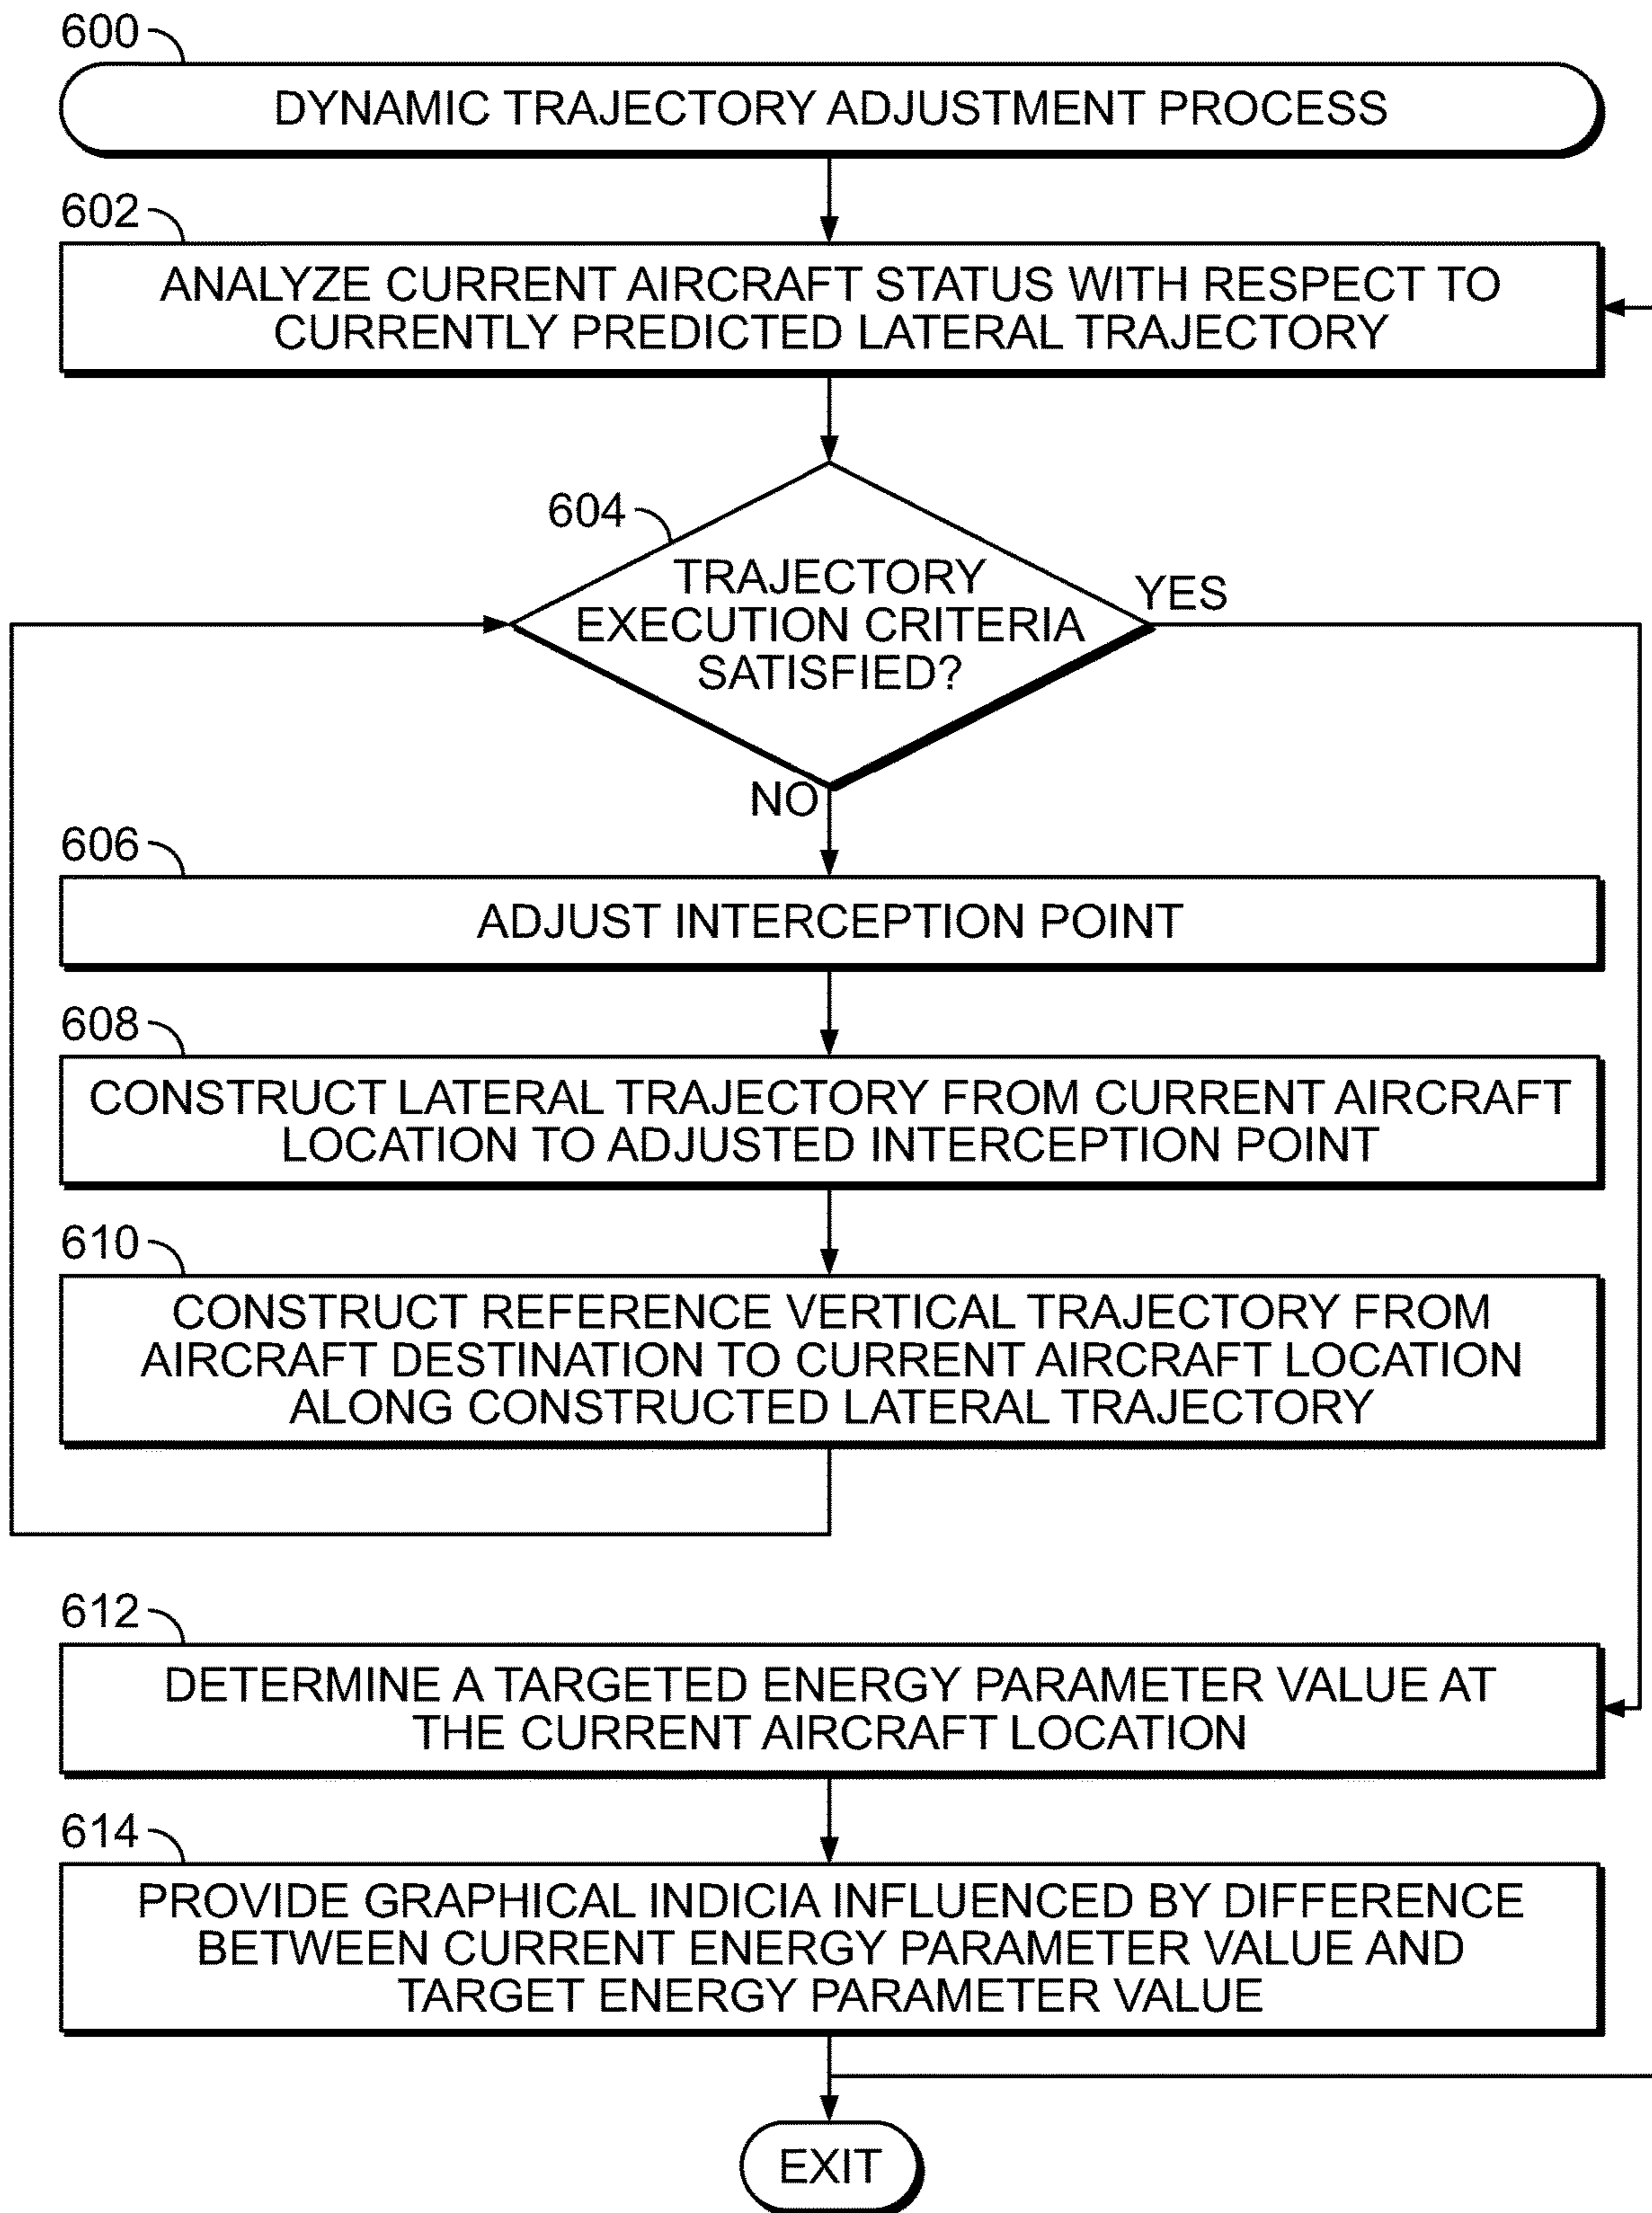 600
DYNAMIC TRAJECTORY ADJUSTMENT PROCESS
602
ANALYZE CURRENT AIRCRAFT STATUS WITH RESPECT TO
CURRENTLY PREDICTED LATERAL TRAJECTORY
604
TRAJECTORY
EXECUTION CRITERIA
SATISFIED?
YES
NO
606
ADJUST INTERCEPTION POINT
608
CONSTRUCT LATERAL TRAJECTORY FROM CURRENT AIRCRAFT
LOCATION TO ADJUSTED INTERCEPTION POINT
610
CONSTRUCT REFERENCE VERTICAL TRAJECTORY FROM
AIRCRAFT DESTINATION TO CURRENT AIRCRAFT LOCATION
ALONG CONSTRUCTED LATERAL TRAJECTORY
612
DETERMINE A TARGETED ENERGY PARAMETER VALUE AT
THE CURRENT AIRCRAFT LOCATION
614
PROVIDE GRAPHICAL INDICIA INFLUENCED BY DIFFERENCE
BETWEEN CURRENT ENERGY PARAMETER VALUE AND
TARGET ENERGY PARAMETER VALUE
EXIT